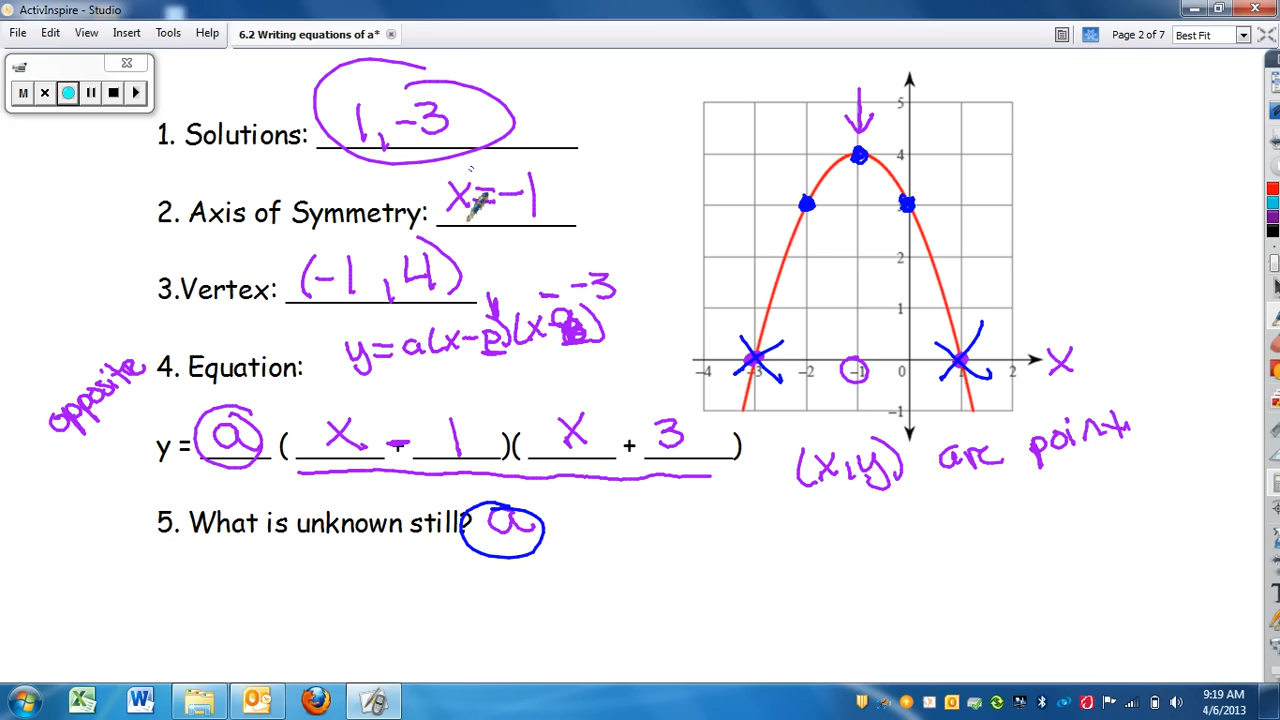 ActivInspire - Studio
File Edit View Insert Tools Help
6.2 Writing equations of a*
Page 2 of 7 Best Fit
M
1. Solutions: 1, -3
2. Axis of Symmetry: x = -1
3.Vertex: (-1, 4)
y = a(x - p)(x - -3)
4. Equation:
opposite
y = a ( x - 1 )( x + 3 )
5. What is unknown still? a
5
4
3
2
1
-4 -3 -2 -1 0 1 2 X
-1
(x,y) are points
9:19 AM
4/6/2013